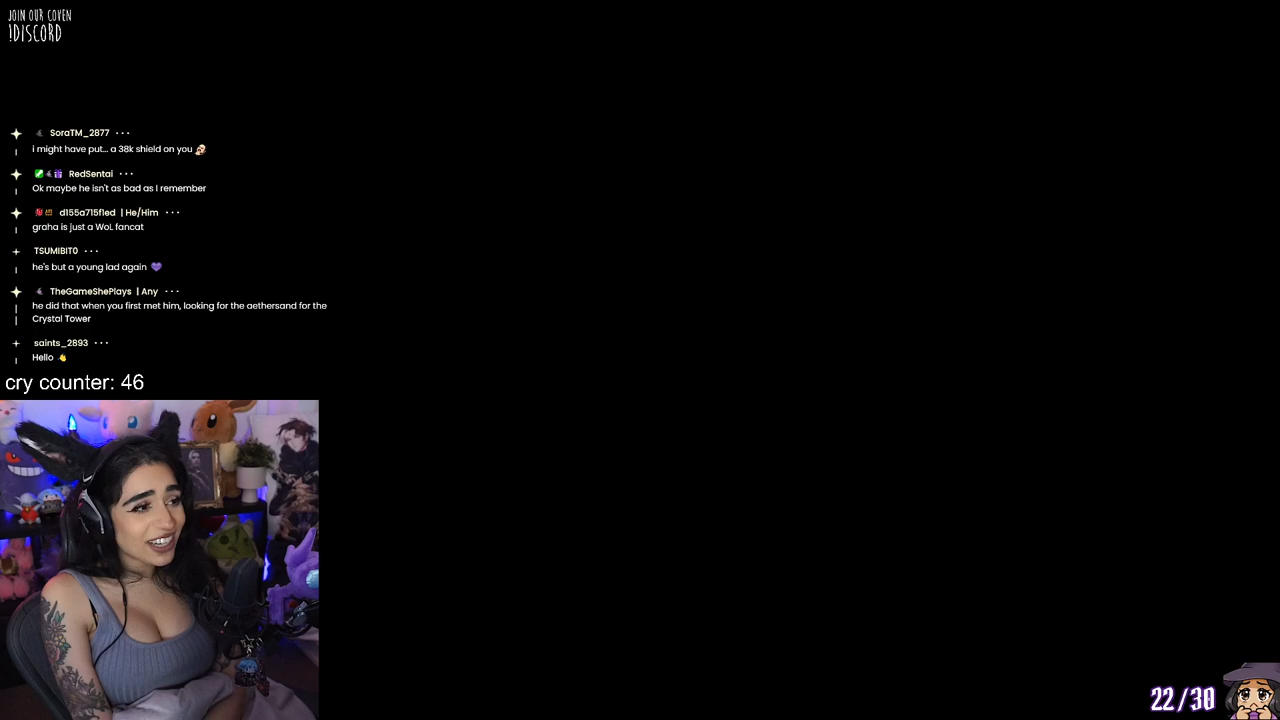 JOIN OUR COVEN
!DISCORD
SoraTM_2877
i might have put... a 38k shield on you
RedSentai
Ok maybe he isn't as bad as I remember
d155a715f1ed | He/Him
graha is just a WoL fancat
TSUMIBIT0
he's but a young lad again
TheGameShePlays | Any
he did that when you first met him, looking for the aethersand for the
Crystal Tower
saints_2893
Hello
cry counter: 46
22/30